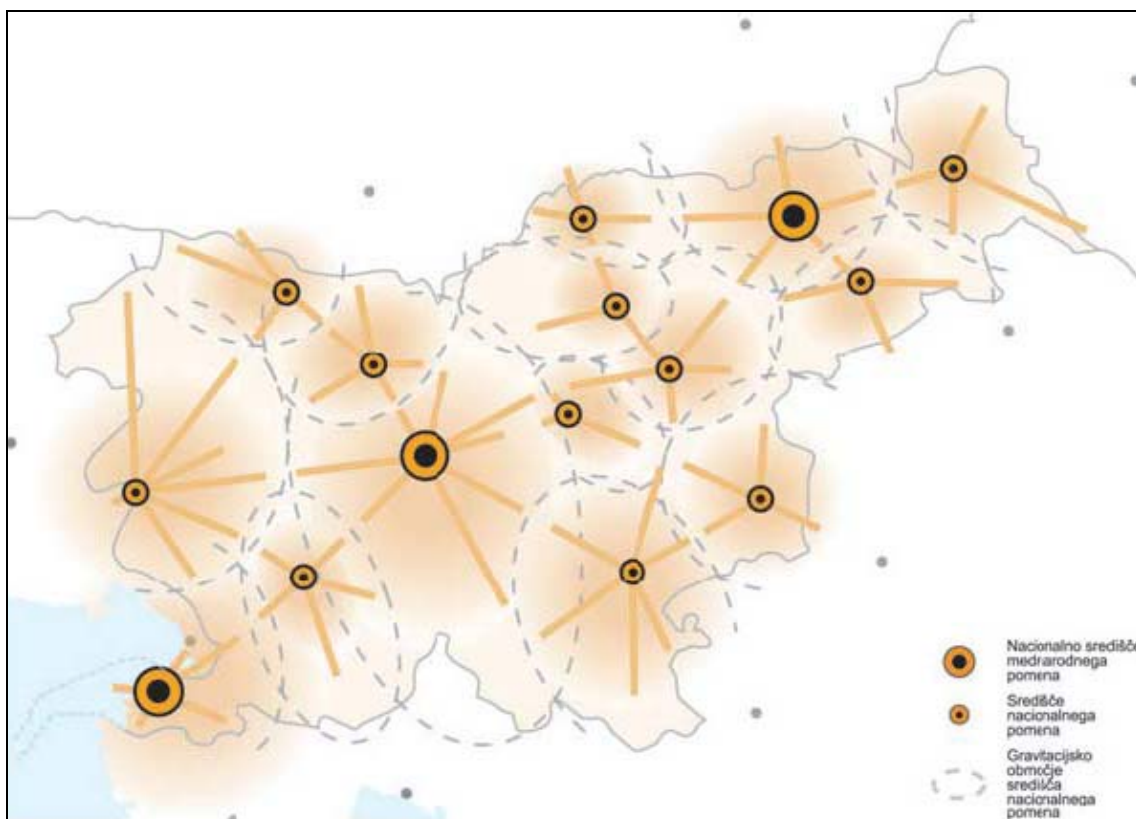 Nacionalno središče
mednarodnega
pomena
Središče
nacionalnega
pomena
Gravitacijsko
območje
središča
nacionalnega
pomena